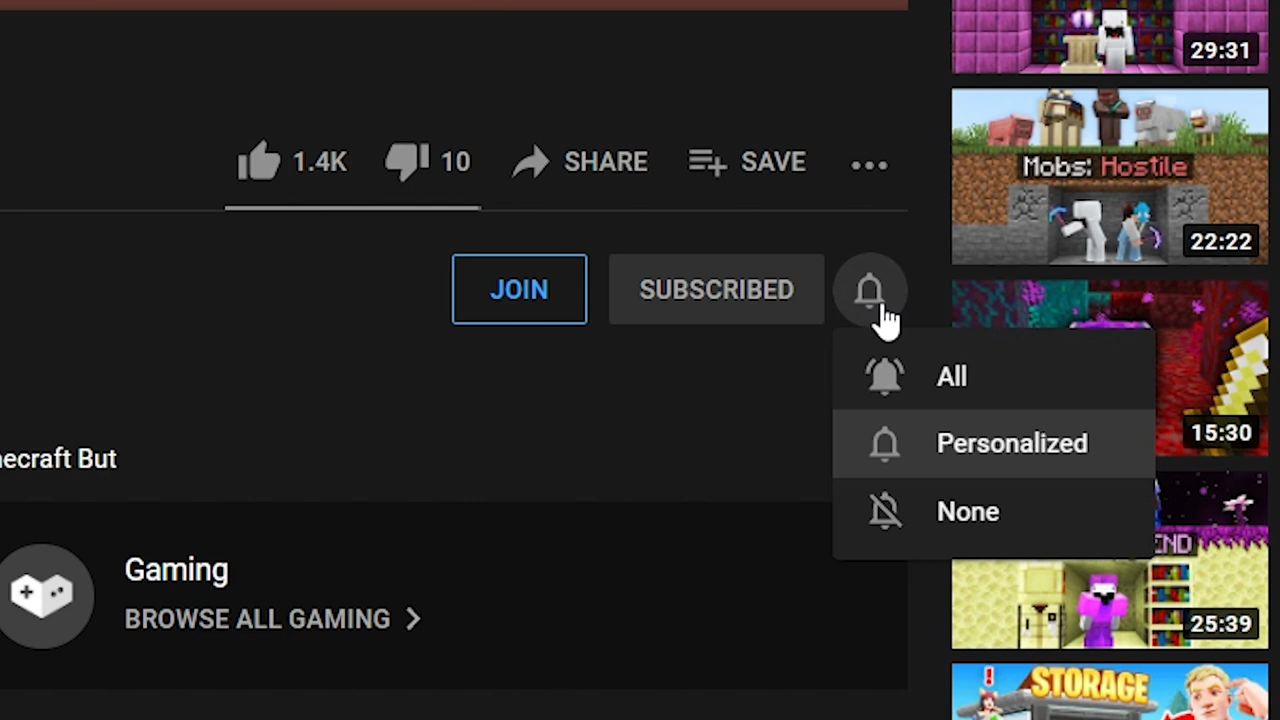 29:31
1.4K
10
SHARE
SAVE
Mobs: Hostile
22:22
JOIN
SUBSCRIBED
All
Personalized
None
15:30
ecraft But
END
25:39
Gaming
BROWSE ALL GAMING
STORAGE